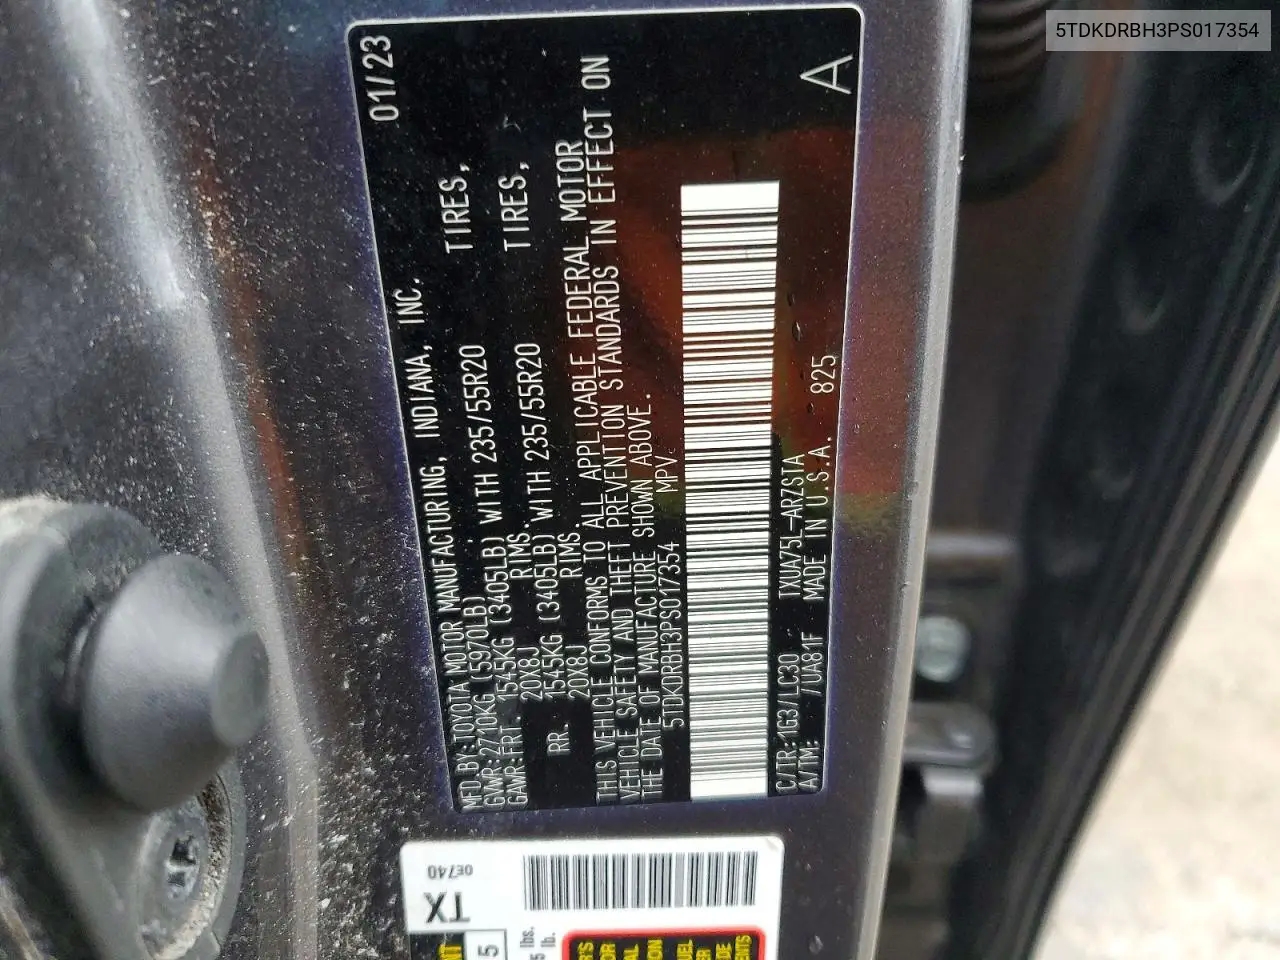 5TDKDRBH3PS017354
01/23
MFD.BY:TOYOTA MOTOR MANUFACTURING, INDIANA, INC.
GVWR:2710KG (5970LB)
GAWR:FRT. 1545KG (3405LB) WITH 235/55R20 TIRES,
20X8J RIMS.
RR. 1545KG (3405LB) WITH 235/55R20 TIRES,
20X8J RIMS.
THIS VEHICLE CONFORMS TO ALL APPLICABLE FEDERAL MOTOR
VEHICLE SAFETY AND THEFT PREVENTION STANDARDS IN EFFECT ON
THE DATE OF MANUFACTURE SHOWN ABOVE.
5TDKDRBH3PS017354 MPV
C/TR:1G3/LC30 TXUA75L-ARZSTA
A/TM: /UA81F MADE IN U.S.A. 825
A
0E740
TX
5
lbs.
lb.